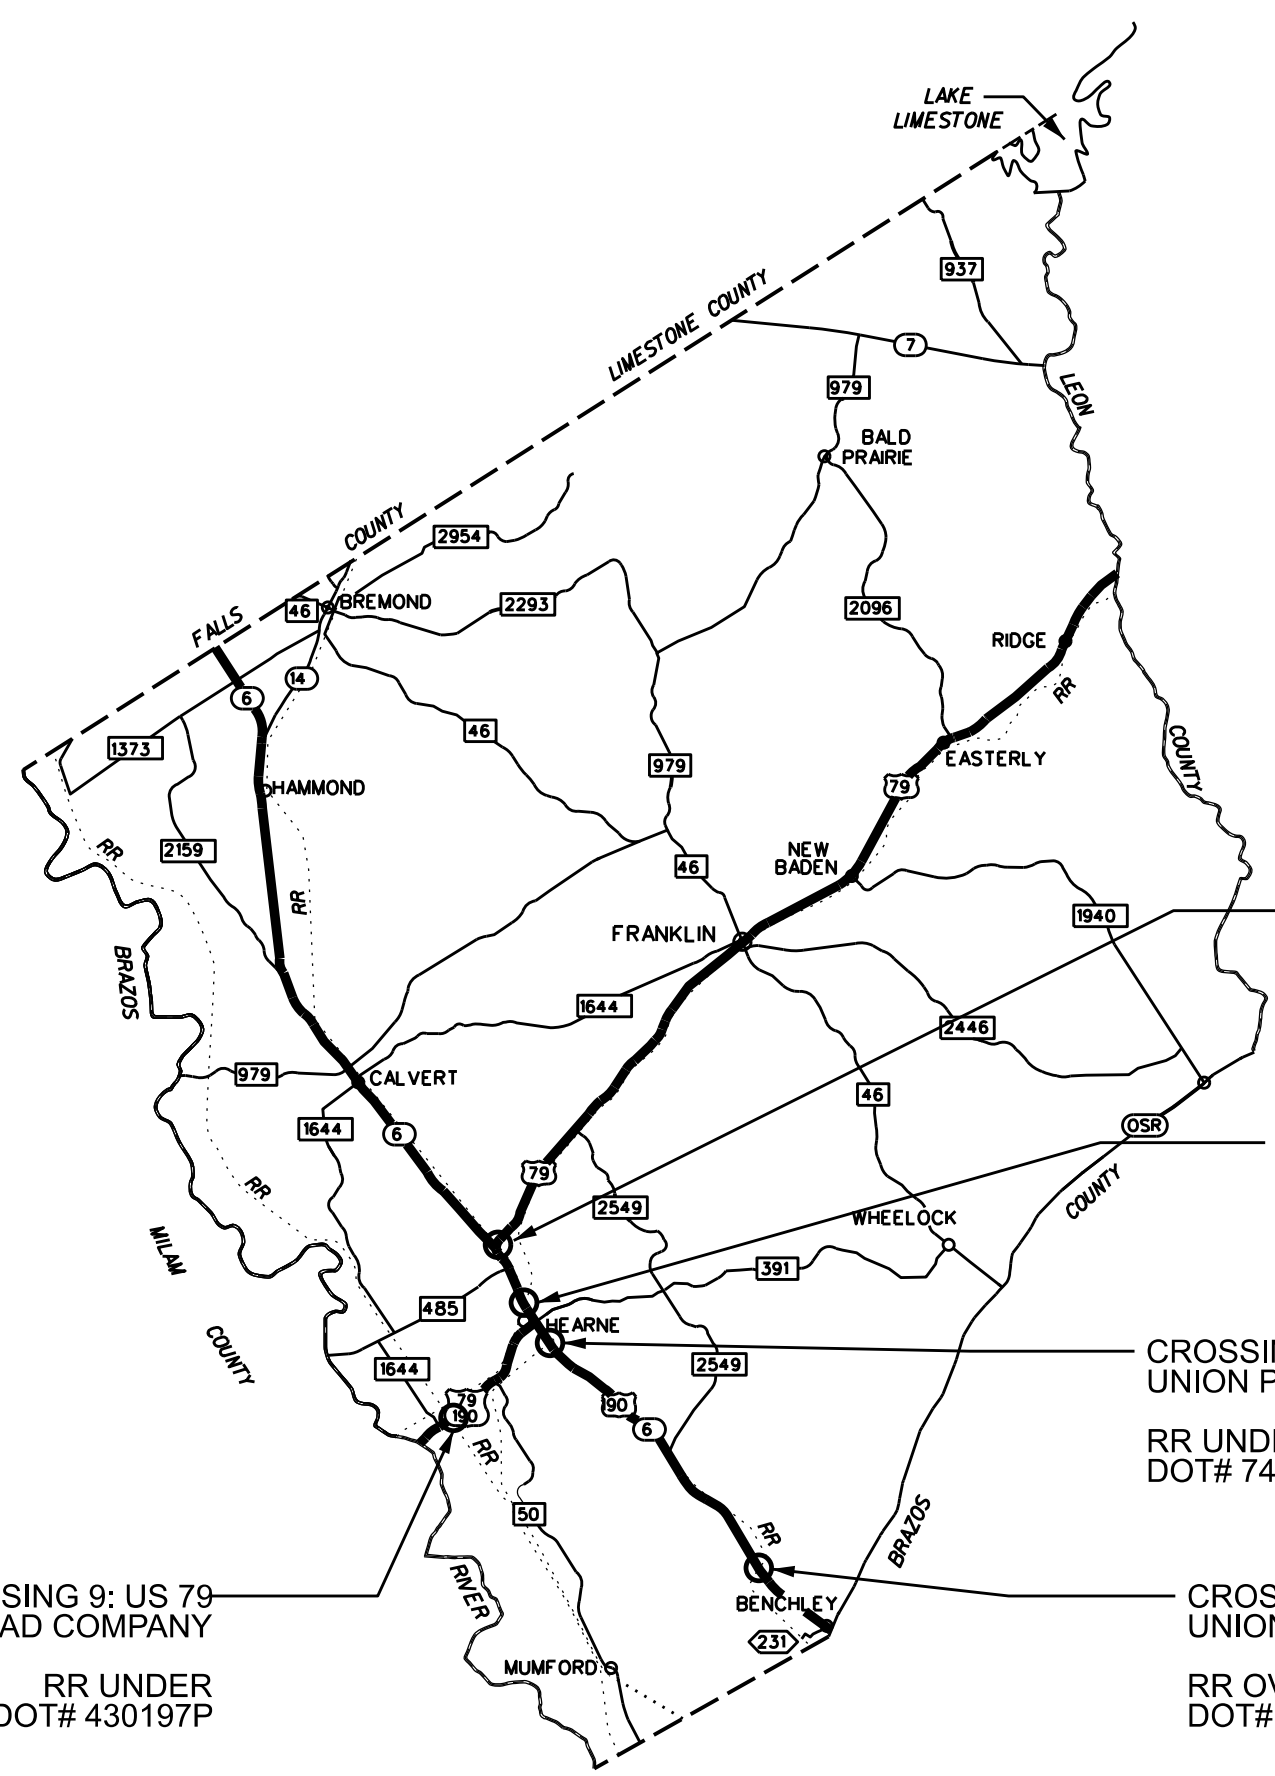 LAKE
LIMESTONE
937
LIMESTONE COUNTY
7
979
LEON
BALD
PRAIRIE
COUNTY
2954
46
BREMOND
2293
2096
FALLS
RIDGE
14
RR
6
46
1373
COUNTY
979
EASTERLY
HAMMOND
79
2159
RR
NEW
BADEN
46
RR
1940
FRANKLIN
BRAZOS
1644
2446
979
CALVERT
46
1644
6
OSR
79
RR
COUNTY
2549
WHEELOCK
MILAM
391
485
HEARNE
COUNTY
1644
2549
CROSSI
UNION P
79
190
90
6
RR
RR UND
DOT# 74
50
RR
BRAZOS
RIVER
SING 9: US 79
AD COMPANY
BENCHLEY
CROS
UNION
231
MUMFORD
RR UNDER
DOT# 430197P
RR OV
DOT#